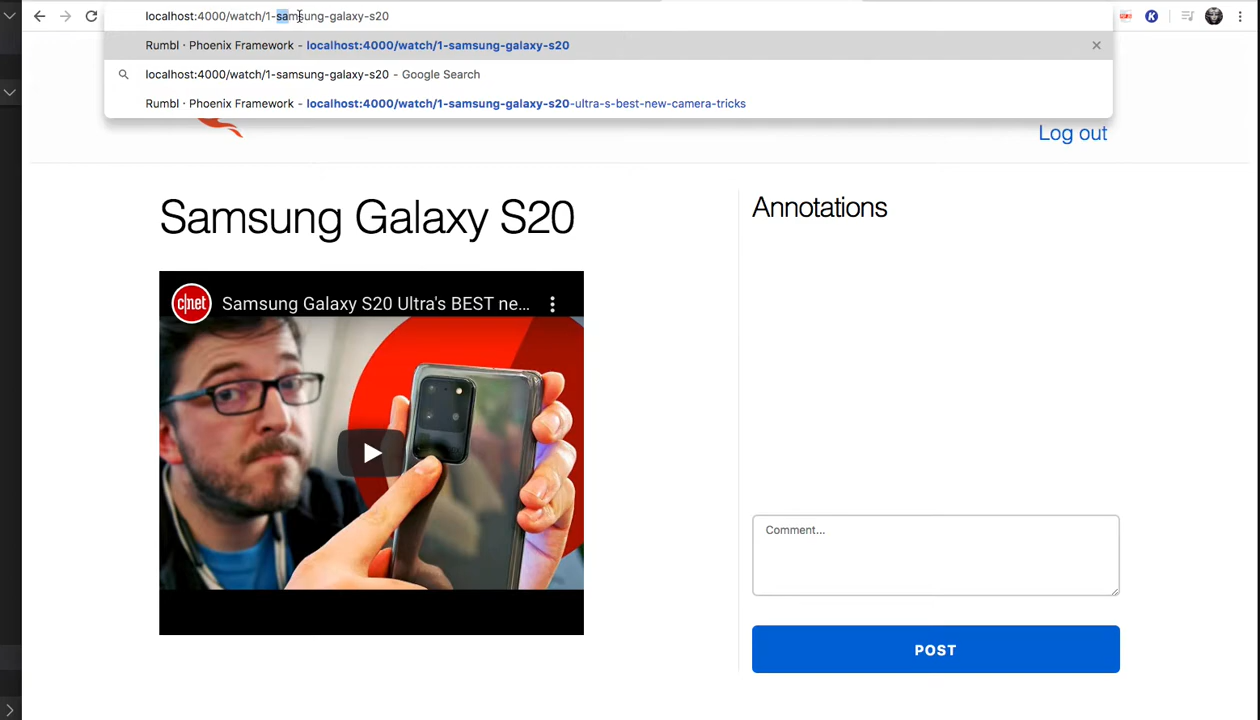 localhost:4000/watch/1-samsung-galaxy-s20
Rumbl · Phoenix Framework - localhost:4000/watch/1-samsung-galaxy-s20
localhost:4000/watch/1-samsung-galaxy-s20 - Google Search
Rumbl · Phoenix Framework - localhost:4000/watch/1-samsung-galaxy-s20-ultra-s-best-new-camera-tricks
Log out
Samsung Galaxy S20
c|net Samsung Galaxy S20 Ultra's BEST ne...
Annotations
Comment...
POST